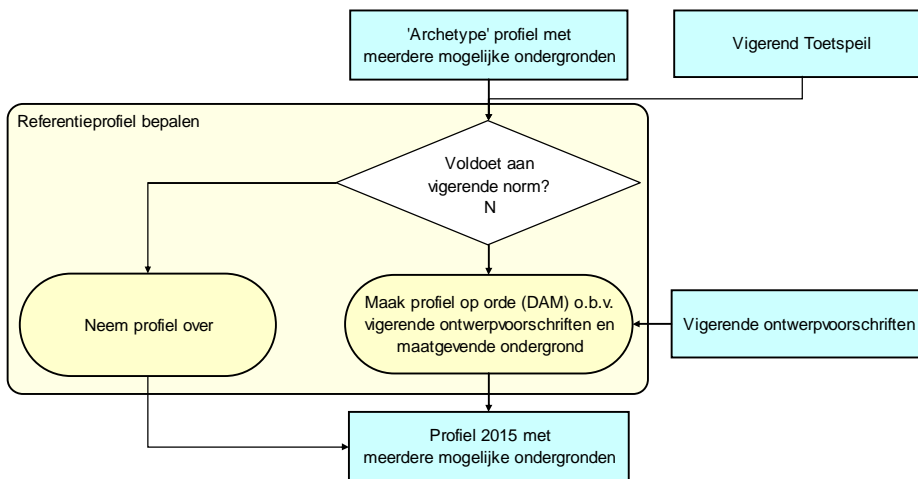 'Archetype' profiel met
meerdere mogelijke ondergronden
Vigerend Toetspeil
Referentieprofiel bepalen
Voldoet aan
vigerende norm?
N
Neem profiel over
Maak profiel op orde (DAM) o.b.v.
vigerende ontwerpvoorschriften en
maatgevende ondergrond
Vigerende ontwerpvoorschriften
Profiel 2015 met
meerdere mogelijke ondergronden